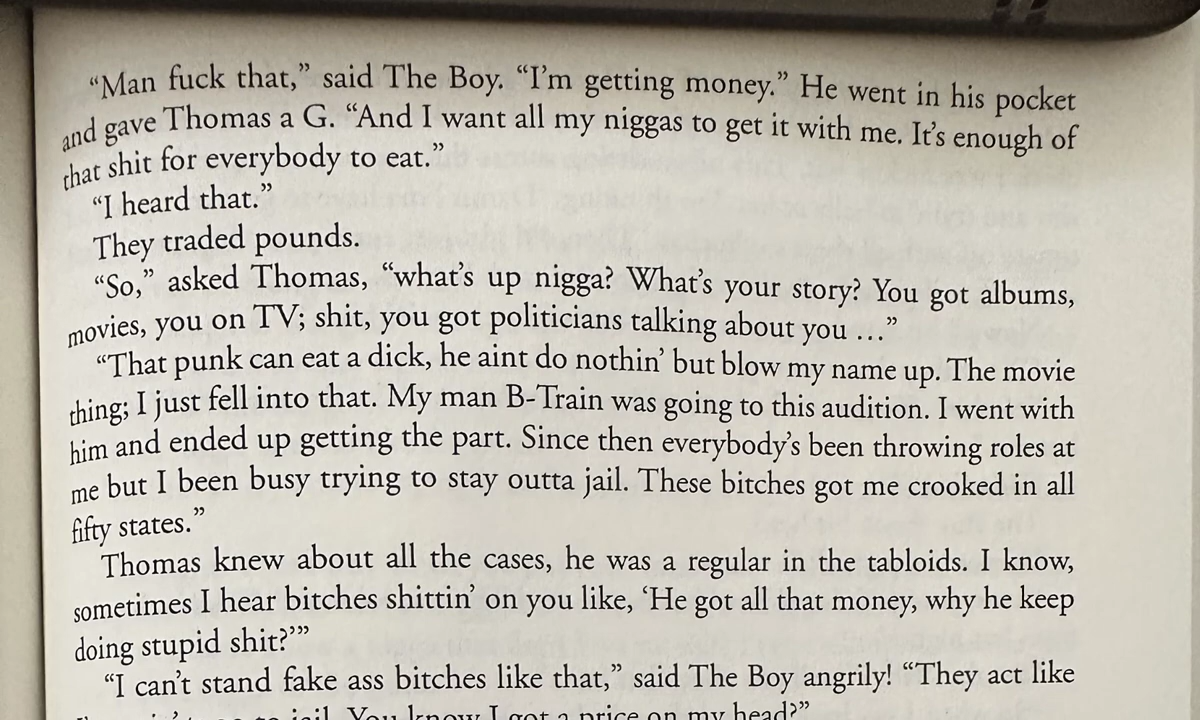 “Man fuck that,” said The Boy. “I’m getting money.” He went in his pocket
and gave Thomas a G. “And I want all my niggas to get it with me. It’s enough of
that shit for everybody to eat.”
“I heard that.”
They traded pounds.
“So,” asked Thomas, “what’s up nigga? What’s your story? You got albums,
movies, you on TV; shit, you got politicians talking about you ...”
“That punk can eat a dick, he aint do nothin’ but blow my name up. The movie
thing; I just fell into that. My man B-Train was going to this audition. I went with
him and ended up getting the part. Since then everybody’s been throwing roles at
me but I been busy trying to stay outta jail. These bitches got me crooked in all
fifty states.”
Thomas knew about all the cases, he was a regular in the tabloids. I know,
sometimes I hear bitches shittin’ on you like, ‘He got all that money, why he keep
doing stupid shit?’”
“I can’t stand fake ass bitches like that,” said The Boy angrily! “They act like
jail. You know I got a price on my head?”